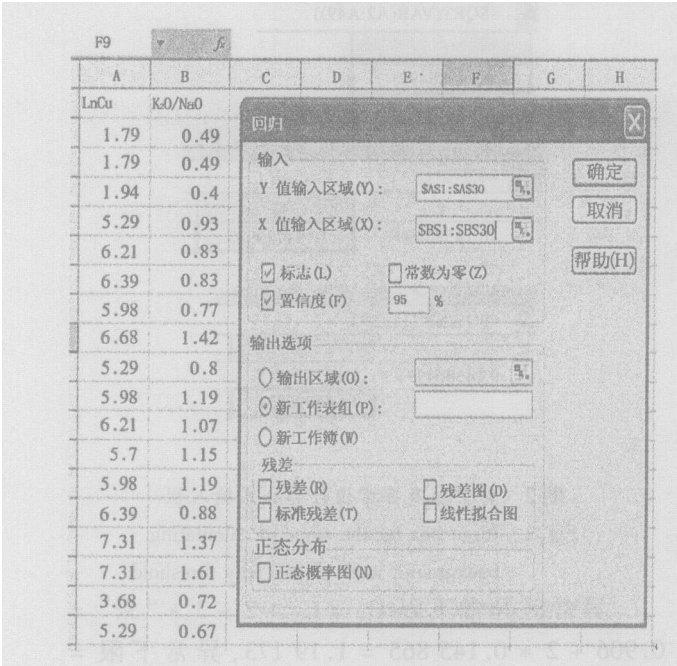 F9 fx
A B C D E F G H
LnCu K2O/Na0
1.79 0.49
1.79 0.49
1.94 0.4
5.29 0.93
6.21 0.83
6.39 0.83
5.98 0.77
6.68 1.42
5.29 0.8
5.98 1.19
6.21 1.07
5.7 1.15
5.98 1.19
6.39 0.88
7.31 1.37
7.31 1.61
3.68 0.72
5.29 0.67
回归 X
输入
Y 值输入区域(Y): $A$1:$A$30
X 值输入区域(X): $B$1:$B$30
标志(L) 常数为零(Z)
置信度(F) 95 %
确定
取消
帮助(H)
输出选项
输出区域(O):
新工作表组(P):
新工作簿(W)
残差
残差(R) 残差图(D)
标准残差(T) 线性拟合图
正态分布
正态概率图(N)